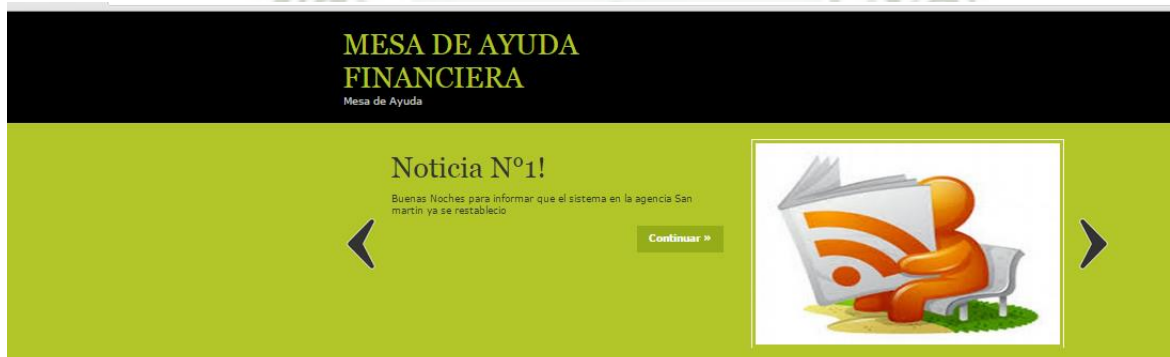 MESA DE AYUDA
FINANCIERA
Mesa de Ayuda
Noticia Nº1!
Buenas Noches para informar que el sistema en la agencia San
martin ya se restablecio
Continuar »